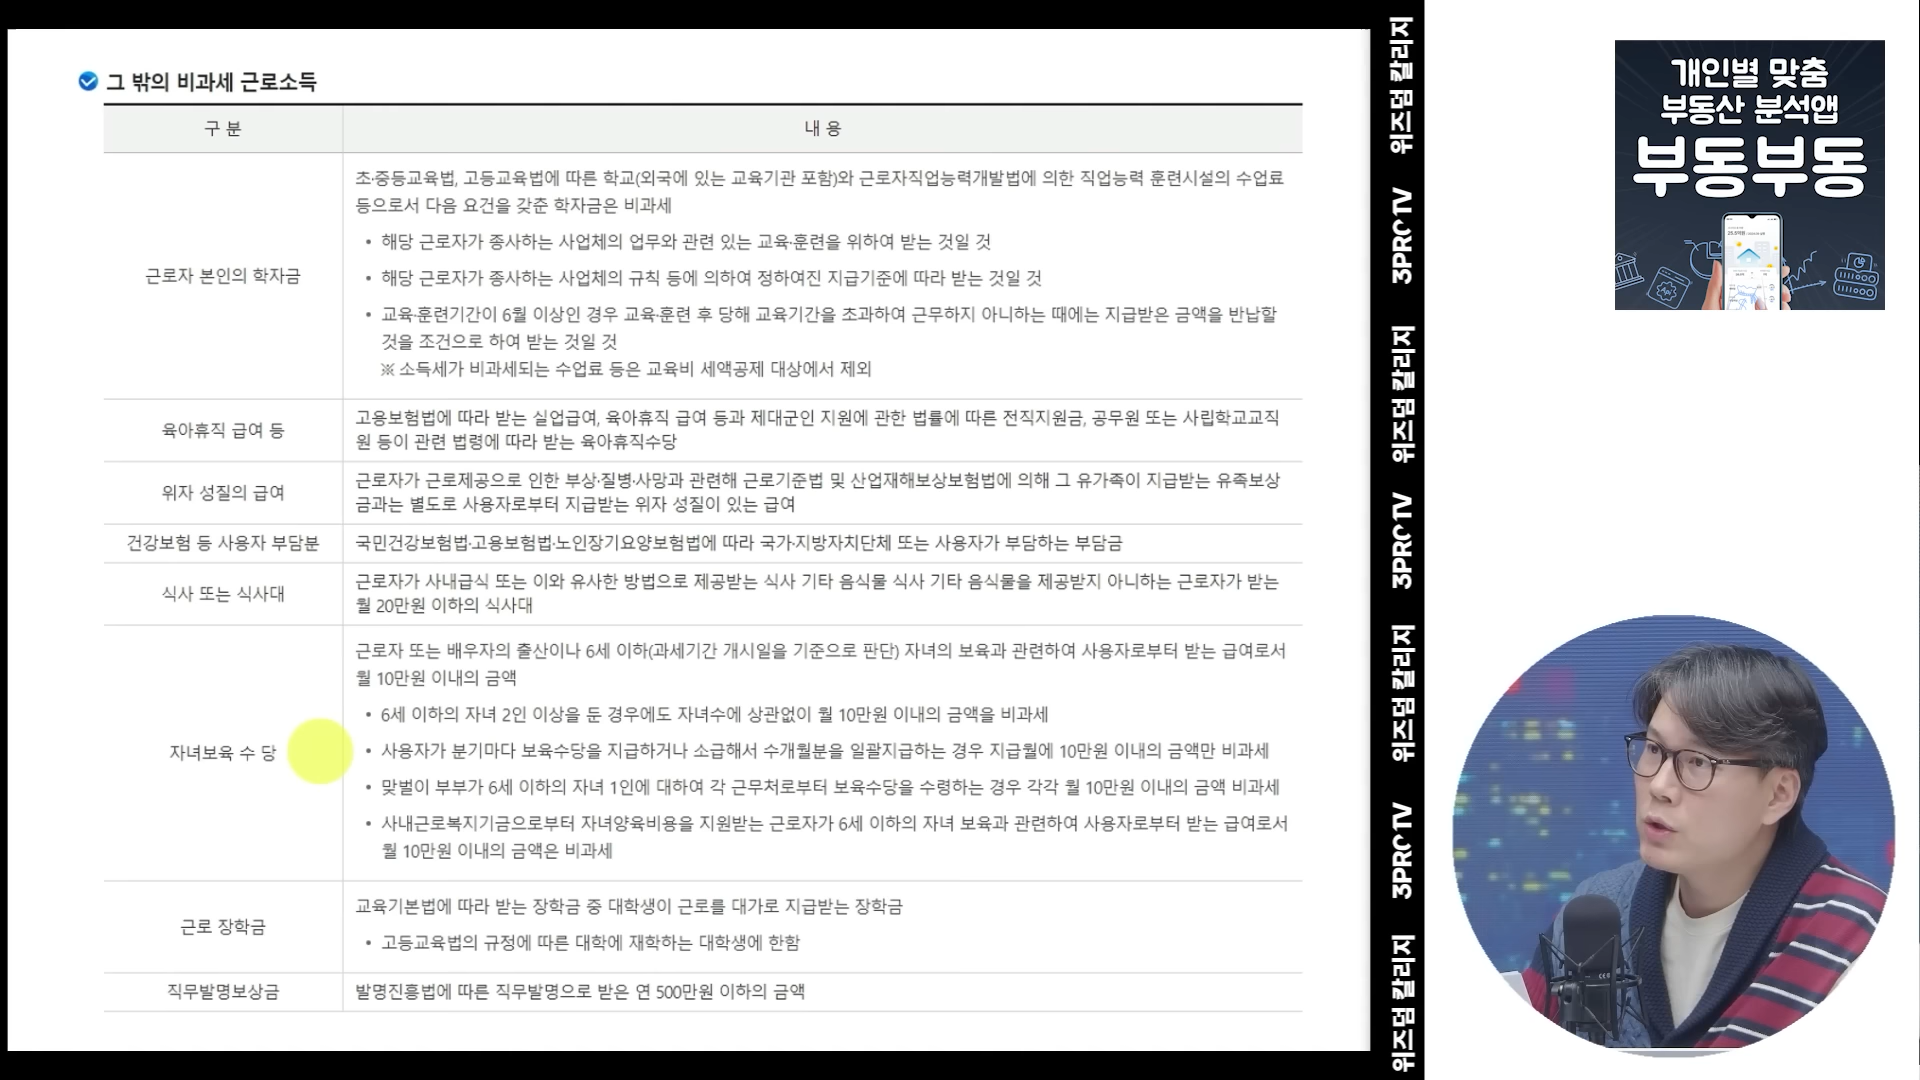 그 밖의 비과세 근로소득
구 분
내 용
근로자 본인의 학자금
초·중등교육법, 고등교육법에 따른 학교(외국에 있는 교육기관 포함)와 근로자직업능력개발법에 의한 직업능력 훈련시설의 수업료
등으로서 다음 요건을 갖춘 학자금은 비과세
• 해당 근로자가 종사하는 사업체의 업무와 관련 있는 교육·훈련을 위하여 받는 것일 것
• 해당 근로자가 종사하는 사업체의 규칙 등에 의하여 정하여진 지급기준에 따라 받는 것일 것
• 교육·훈련기간이 6월 이상인 경우 교육·훈련 후 당해 교육기간을 초과하여 근무하지 아니하는 때에는 지급받은 금액을 반납할
것을 조건으로 하여 받는 것일 것
※ 소득세가 비과세되는 수업료 등은 교육비 세액공제 대상에서 제외
육아휴직 급여 등
고용보험법에 따라 받는 실업급여, 육아휴직 급여 등과 제대군인 지원에 관한 법률에 따른 전직지원금, 공무원 또는 사립학교교직
원 등이 관련 법령에 따라 받는 육아휴직수당
위자 성질의 급여
근로자가 근로제공으로 인한 부상·질병·사망과 관련해 근로기준법 및 산업재해보상보험법에 의해 그 유가족이 지급받는 유족보상
금과는 별도로 사용자로부터 지급받는 위자 성질이 있는 급여
건강보험 등 사용자 부담분
국민건강보험법·고용보험법·노인장기요양보험법에 따라 국가·지방자치단체 또는 사용자가 부담하는 부담금
식사 또는 식사대
근로자가 사내급식 또는 이와 유사한 방법으로 제공받는 식사 기타 음식물 식사 기타 음식물을 제공받지 아니하는 근로자가 받는
월 20만원 이하의 식사대
자녀보육 수 당
근로자 또는 배우자의 출산이나 6세 이하(과세기간 개시일을 기준으로 판단) 자녀의 보육과 관련하여 사용자로부터 받는 급여로서
월 10만원 이내의 금액
• 6세 이하의 자녀 2인 이상을 둔 경우에도 자녀수에 상관없이 월 10만원 이내의 금액을 비과세
• 사용자가 분기마다 보육수당을 지급하거나 소급해서 수개월분을 일괄지급하는 경우 지급월에 10만원 이내의 금액만 비과세
• 맞벌이 부부가 6세 이하의 자녀 1인에 대하여 각 근무처로부터 보육수당을 수령하는 경우 각각 월 10만원 이내의 금액 비과세
• 사내근로복지기금으로부터 자녀양육비용을 지원받는 근로자가 6세 이하의 자녀 보육과 관련하여 사용자로부터 받는 급여로서
월 10만원 이내의 금액은 비과세
근로 장학금
교육기본법에 따라 받는 장학금 중 대학생이 근로를 대가로 지급받는 장학금
• 고등교육법의 규정에 따른 대학에 재학하는 대학생에 한함
직무발명보상금
발명진흥법에 따른 직무발명으로 받은 연 500만원 이하의 금액
위즈덤 칼리지
3PROTV
위즈덤 칼리지
3PROTV
위즈덤 칼리지
3PROTV
위즈덤 칼리지
개인별 맞춤
부동산 분석앱
부동부동